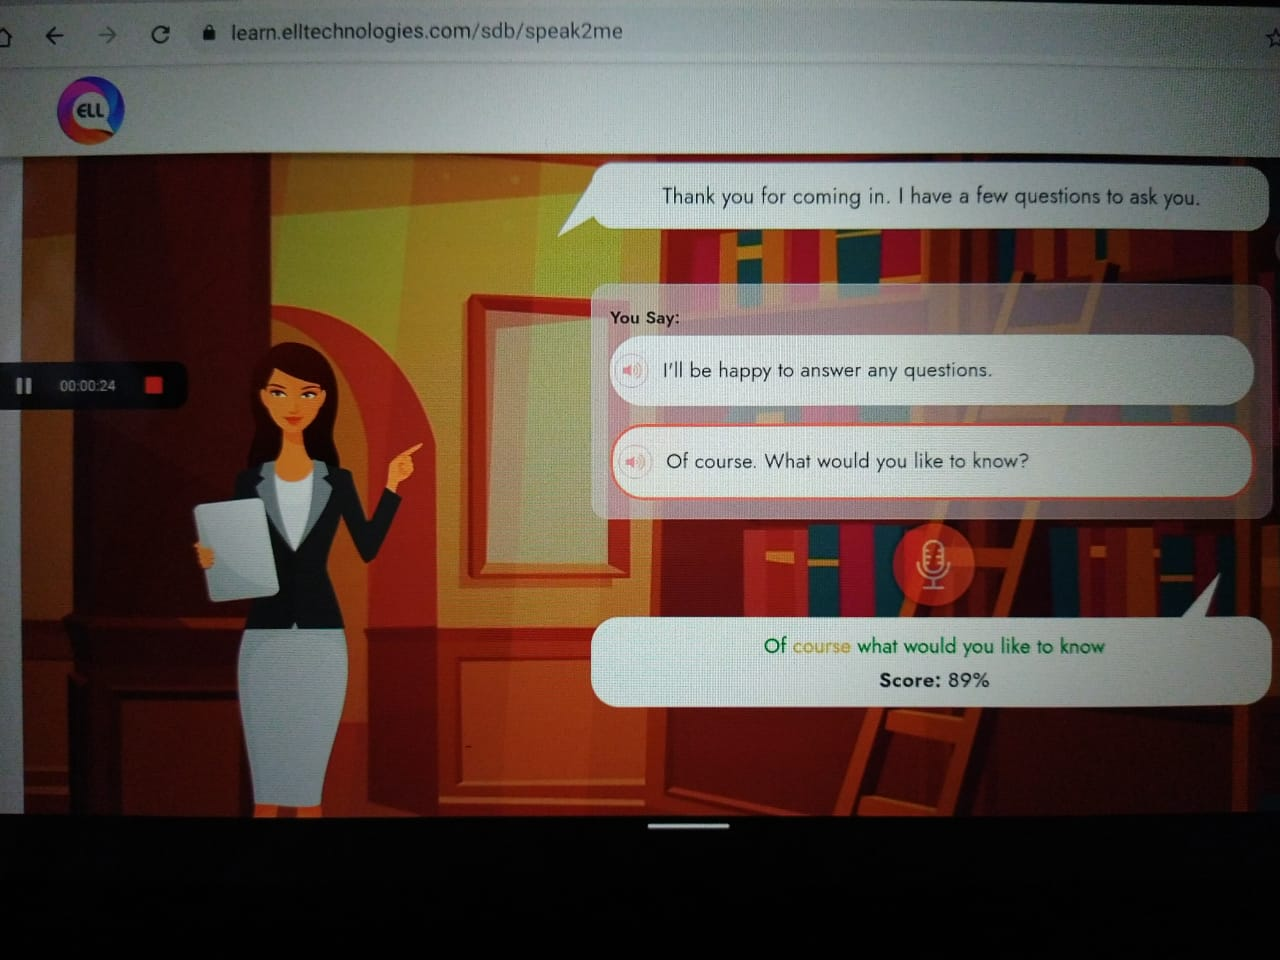 learn.elltechnologies.com/sdb/speak2me
ELL
Thank you for coming in. I have a few questions to ask you.
You Say:
I'll be happy to answer any questions.
00:00:24
Of course. What would you like to know?
Of course what would you like to know
Score: 89%